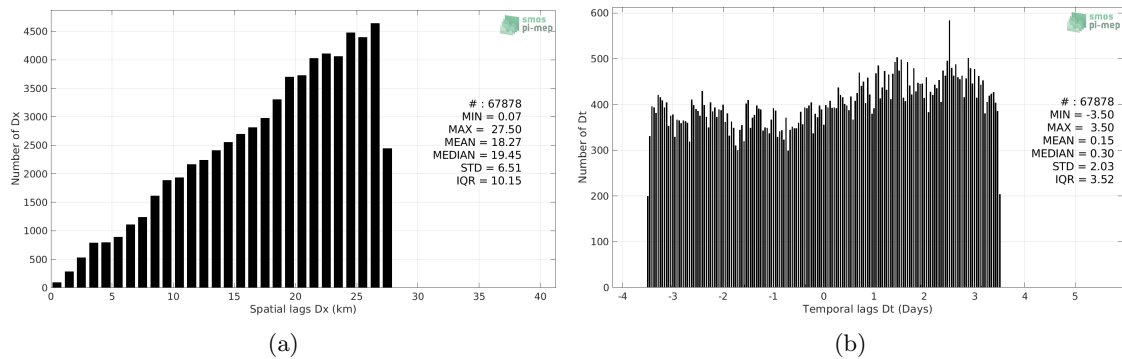 smos
pi-mep
4500
4000
3500
3000
2500
2000
1500
1000
500
0
Number of Dx
# : 67878
MIN = 0.07
MAX = 27.50
MEAN = 18.27
MEDIAN = 19.45
STD = 6.51
IQR = 10.15
0 5 10 15 20 25 30 35 40
Spatial lags Dx (km)
(a)
smos
pi-mep
600
500
400
300
200
100
0
Number of Dt
# : 67878
MIN = -3.50
MAX = 3.50
MEAN = 0.15
MEDIAN = 0.30
STD = 2.03
IQR = 3.52
-4 -3 -2 -1 0 1 2 3 4 5
Temporal lags Dt (Days)
(b)